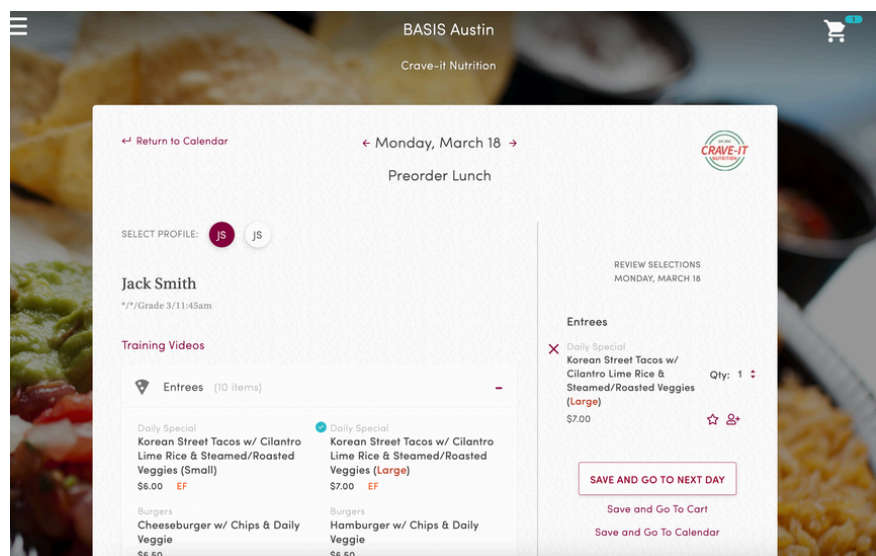 BASIS Austin
1
Crave-it Nutrition
↵ Return to Calendar
← Monday, March 18 →
CRAVE-IT
NUTRITION
Preorder Lunch
SELECT PROFILE: JS JS
Jack Smith
*/*/Grade 3/11:45am
Training Videos
Entrees (10 items) –
Daily Special
Korean Street Tacos w/ Cilantro
Lime Rice & Steamed/Roasted
Veggies (Small)
$6.00 EF
Daily Special
Korean Street Tacos w/ Cilantro
Lime Rice & Steamed/Roasted
Veggies (Large)
$7.00 EF
Burgers
Cheeseburger w/ Chips & Daily
Veggie
$6.50
Burgers
Hamburger w/ Chips & Daily
Veggie
$6.50
REVIEW SELECTIONS
MONDAY, MARCH 18
Entrees
Daily Special
Korean Street Tacos w/
Cilantro Lime Rice &
Steamed/Roasted Veggies
(Large)
Qty: 1
$7.00
SAVE AND GO TO NEXT DAY
Save and Go To Cart
Save and Go To Calendar